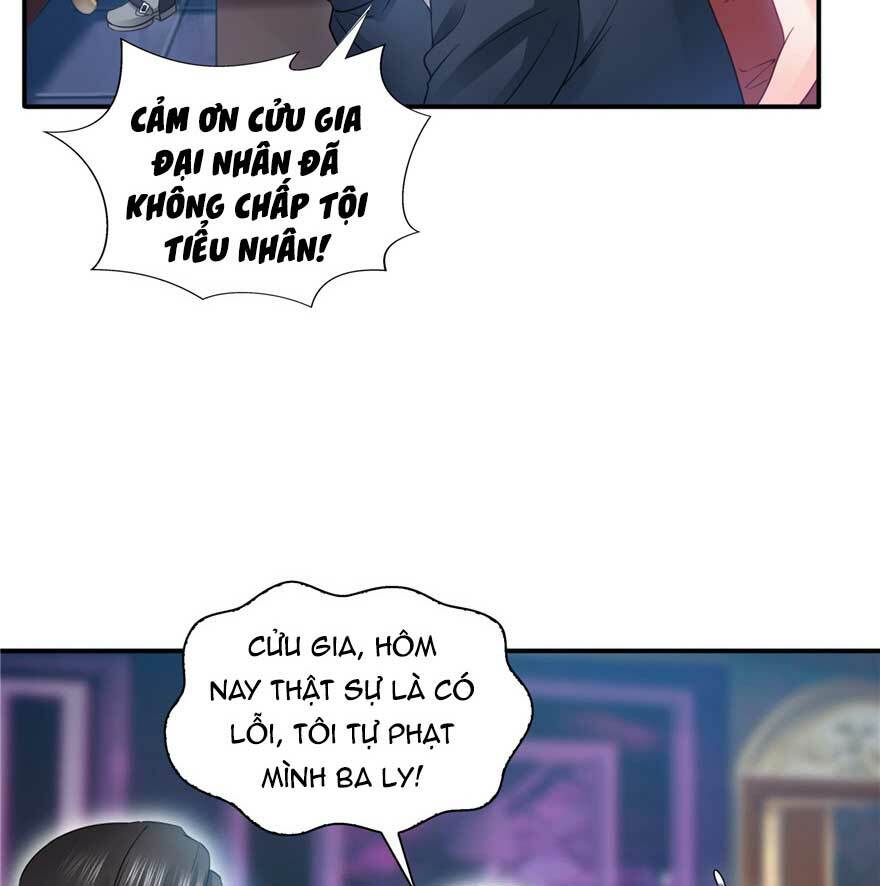 CẢM ƠN CỬU GIA
ĐẠI NHÂN ĐÃ
KHÔNG CHẤP TỘI
TIỂU NHÂN!
CỬU GIA, HÔM
NAY THẬT SỰ LÀ CÓ
LỖI, TÔI TỰ PHẠT
MÌNH BA LY!